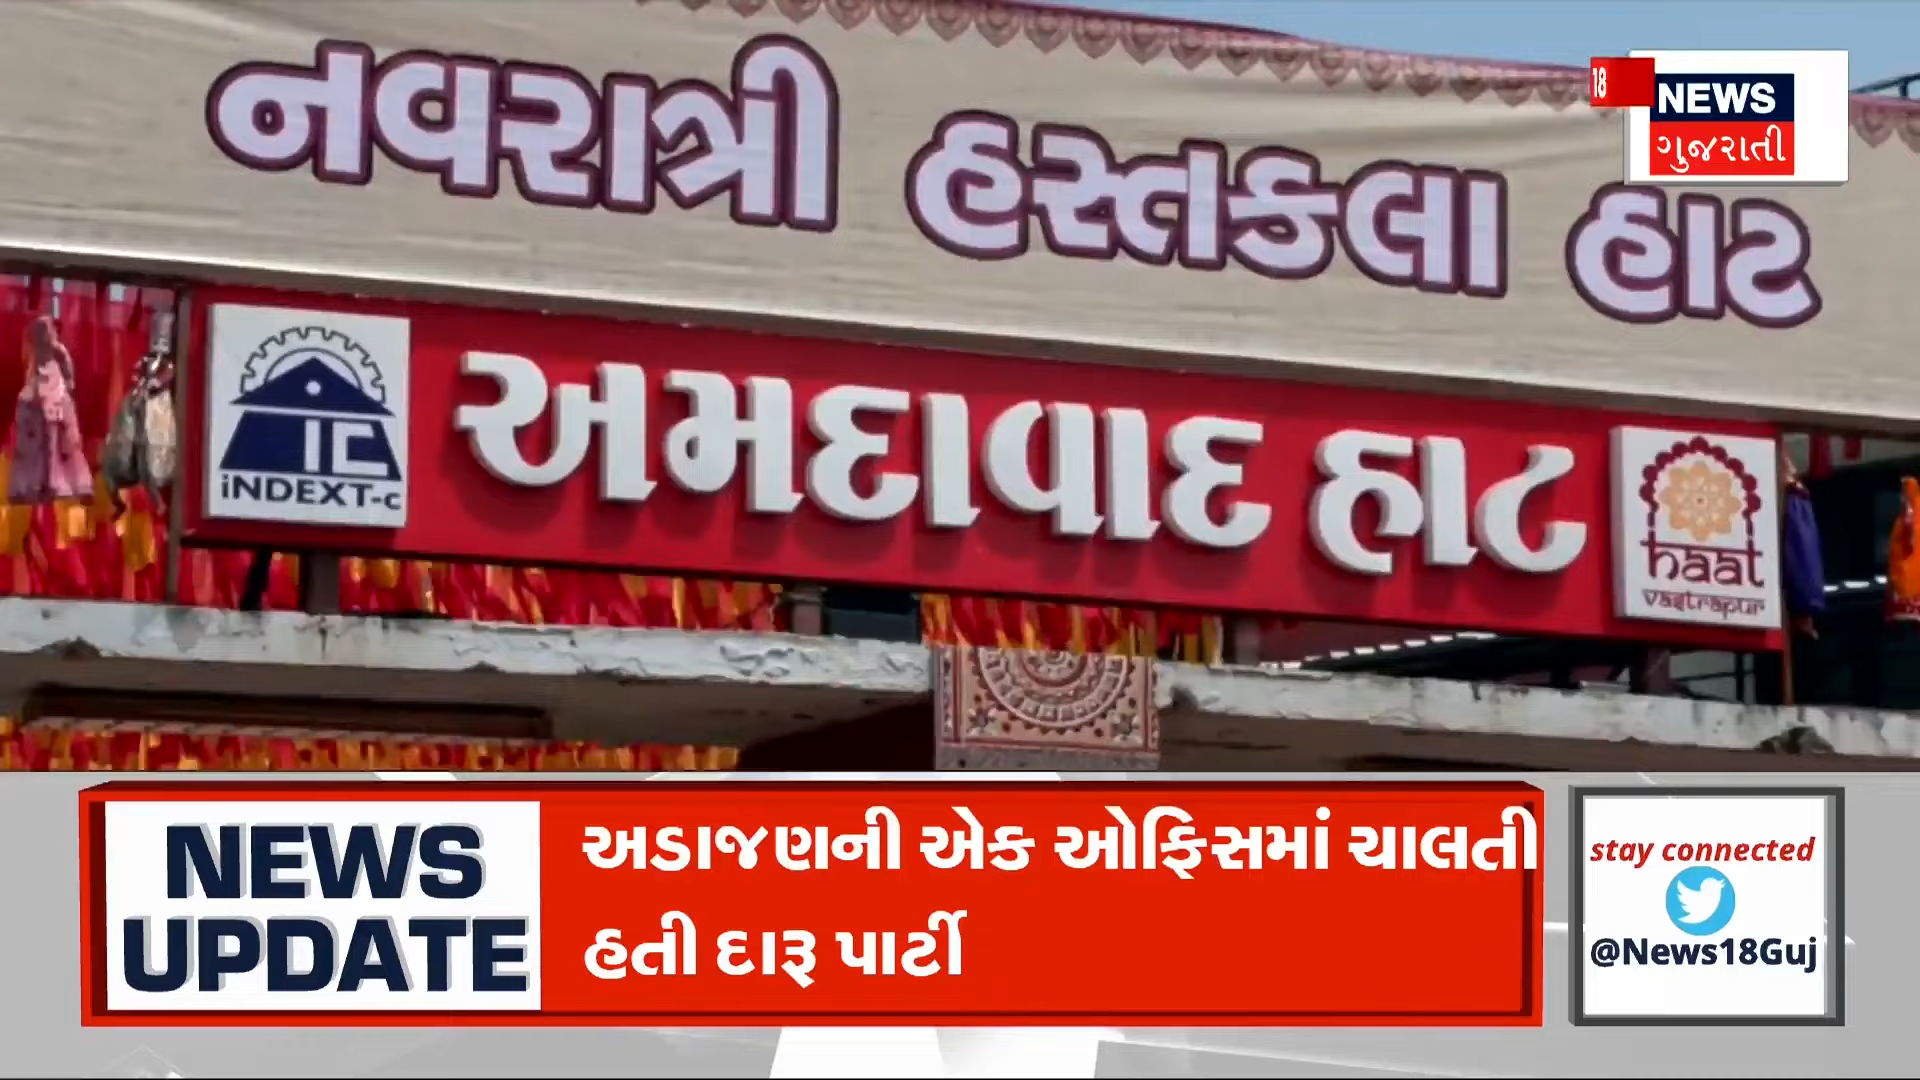 નવરાત્રી હસ્તકલા હાટ
18
NEWS
ગુજરાતી
IC
iNDEXT-c
અમદાવાદ હાટ
haat
vastrapur
NEWS
UPDATE
અડાજણની એક ઓફિસમાં ચાલતી
હતી દારૂ પાર્ટી
stay connected
@News18Guj